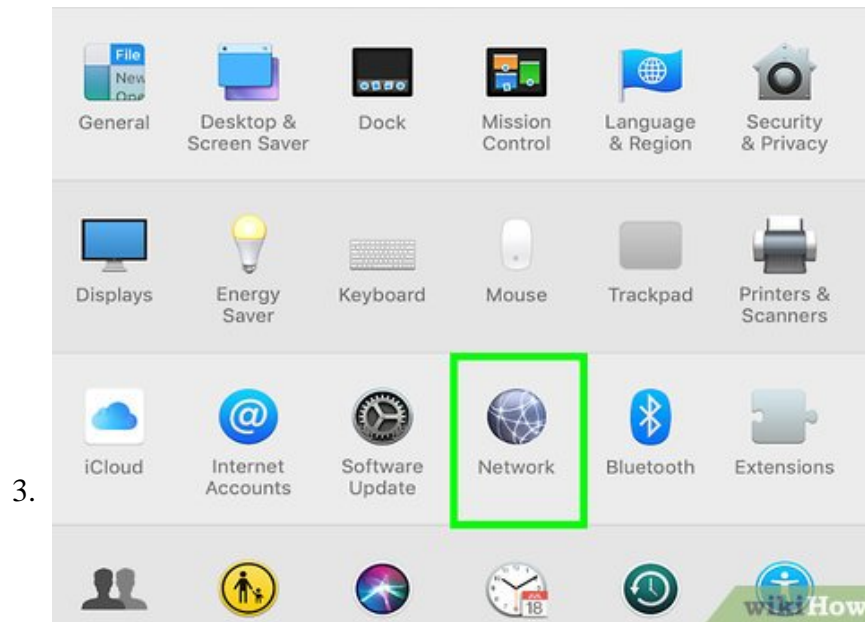 File
New
Open
General
Desktop &
Screen Saver
Dock
Mission
Control
Language
& Region
Security
& Privacy
Displays
Energy
Saver
Keyboard
Mouse
Trackpad
Printers &
Scanners
3.
iCloud
@
Internet
Accounts
Software
Update
Network
Bluetooth
Extensions
18
wikiHow